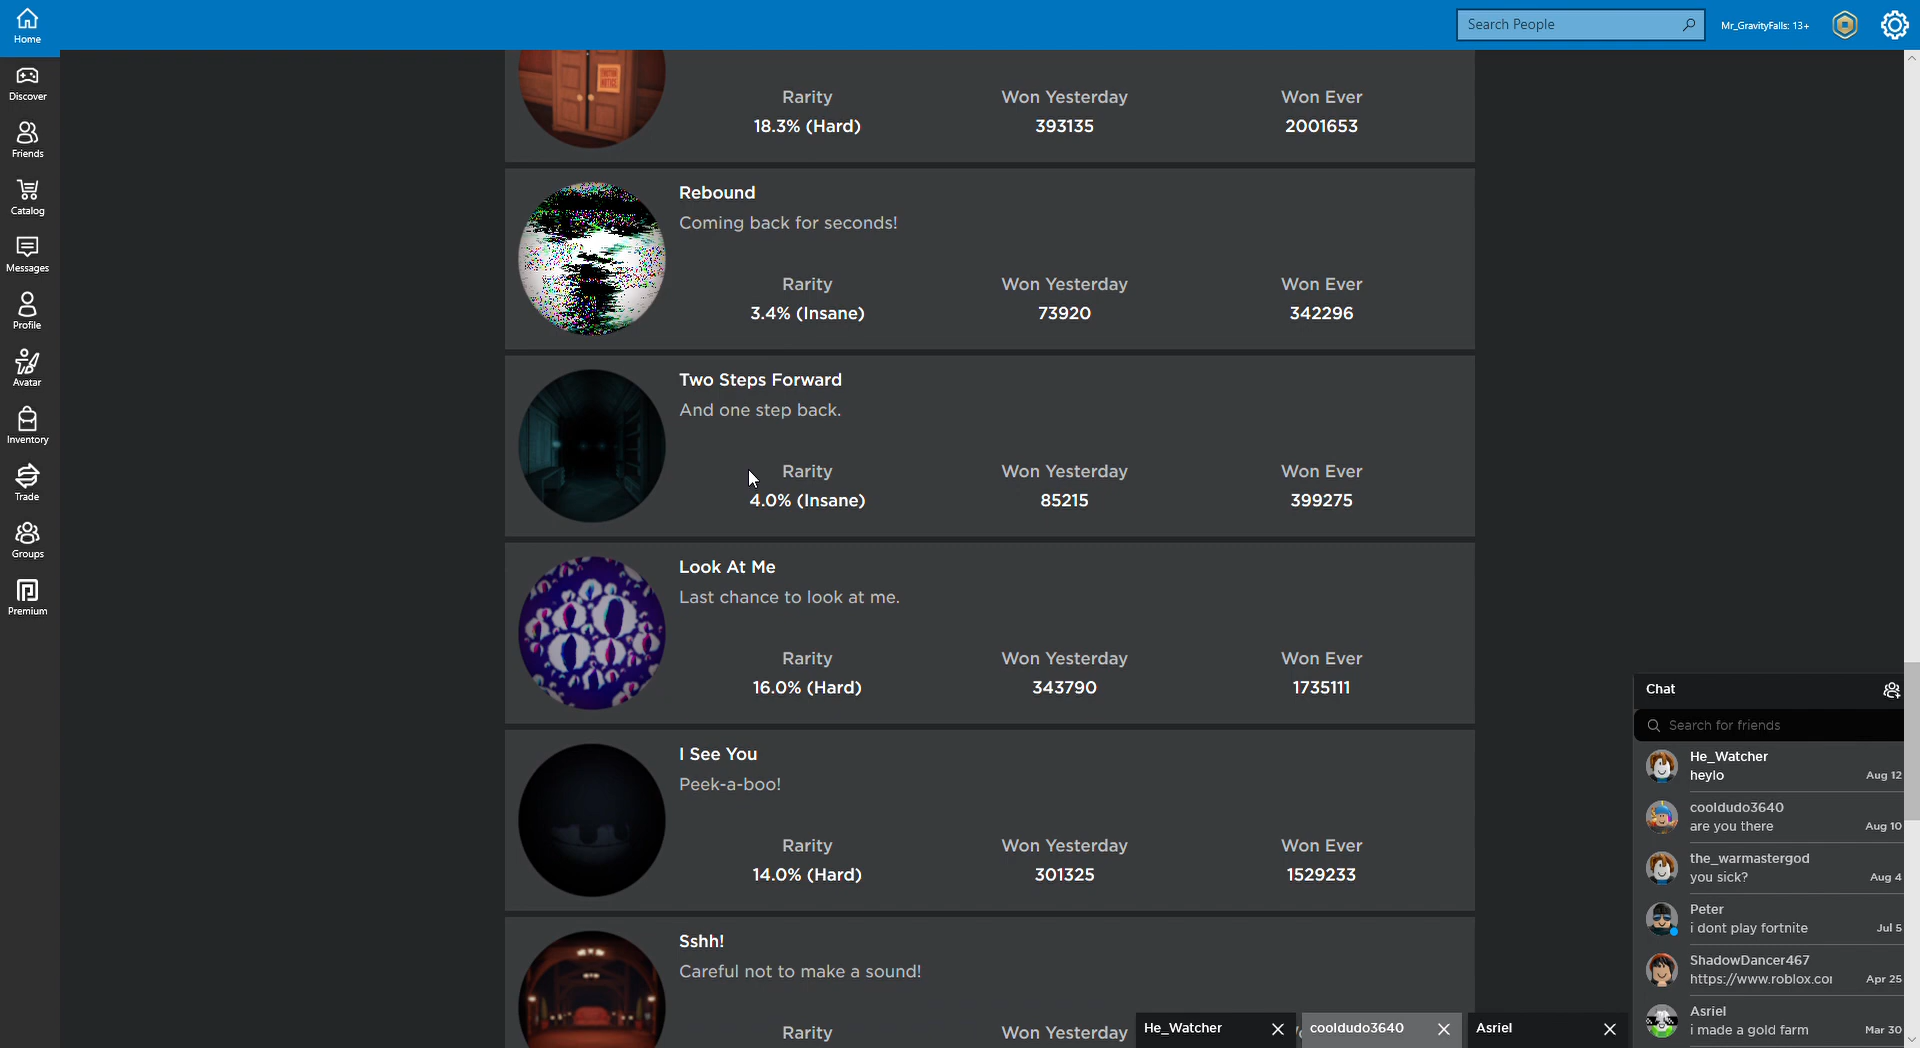 Home
Search People
Mr_GravityFalls: 13+
Discover
Friends
Catalog
Messages
Profile
Avatar
Inventory
Trade
Groups
Premium
Rarity Won Yesterday Won Ever
18.3% (Hard) 393135 2001653
Rebound
Coming back for seconds!
Rarity Won Yesterday Won Ever
3.4% (Insane) 73920 342296
Two Steps Forward
And one step back.
Rarity Won Yesterday Won Ever
4.0% (Insane) 85215 399275
Look At Me
Last chance to look at me.
Rarity Won Yesterday Won Ever
16.0% (Hard) 343790 1735111
I See You
Peek-a-boo!
Rarity Won Yesterday Won Ever
14.0% (Hard) 301325 1529233
Sshh!
Careful not to make a sound!
Rarity Won Yesterday
Chat
Search for friends
He_Watcher
heylo Aug 12
cooldudo3640
are you there Aug 10
the_warmastergod
you sick? Aug 4
Peter
i dont play fortnite Jul 5
ShadowDancer467
https://www.roblox.co Apr 25
Asriel
i made a gold farm Mar 30
He_Watcher
cooldudo3640
Asriel